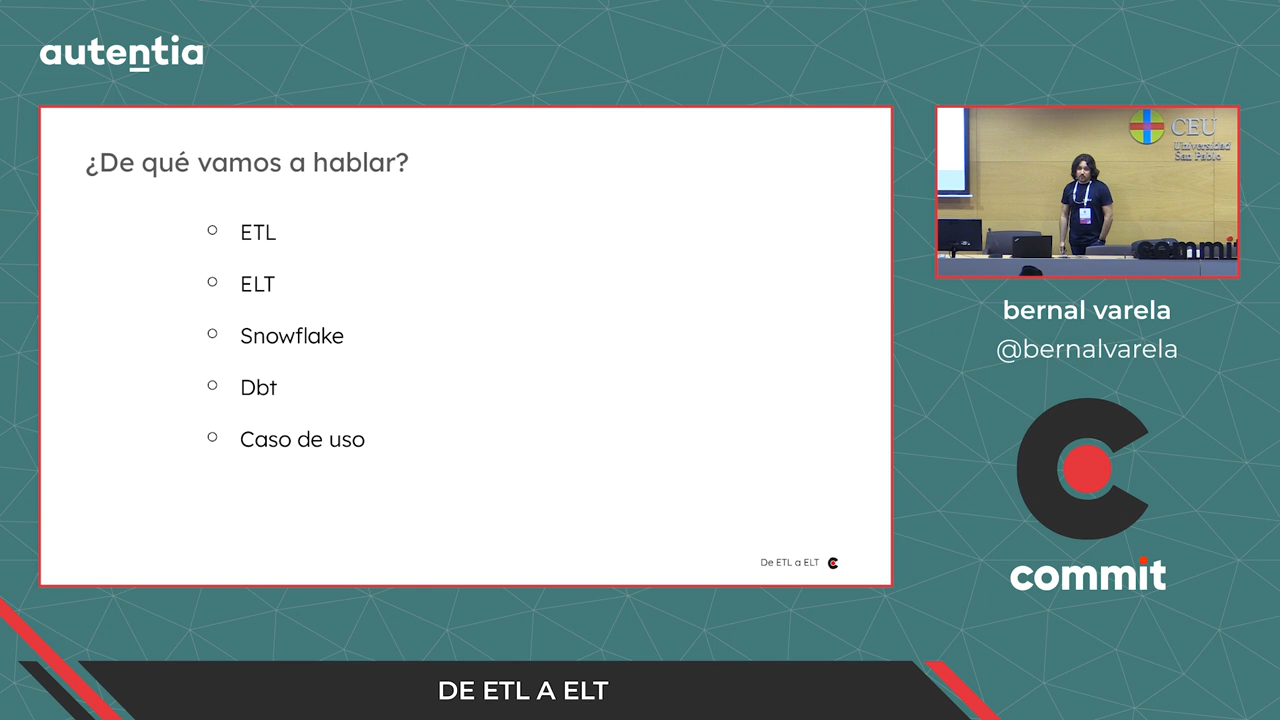 autentia
¿De qué vamos a hablar?
ETL
ELT
Snowflake
Dbt
Caso de uso
De ETL a ELT
CEU
Universidad
San Pablo
commit
bernal varela
@bernalvarela
commit
DE ETL A ELT